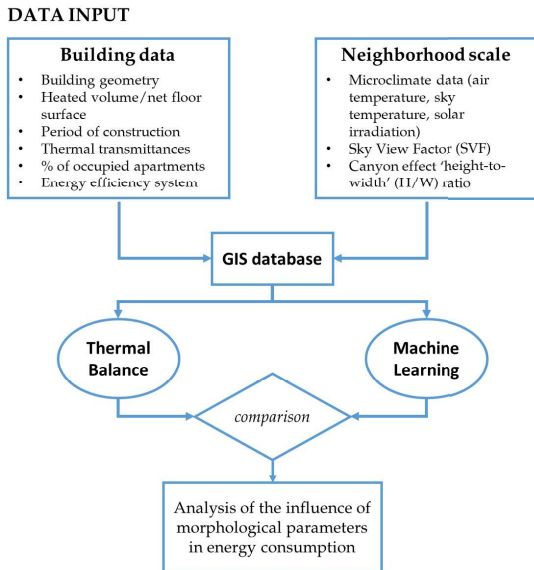 DATA INPUT
Building data
• Building geometry
• Heated volume/net floor
surface
• Period of construction
• Thermal transmittances
• % of occupied apartments
• Energy efficiency system
Neighborhood scale
• Microclimate data (air
temperature, sky
temperature, solar
irradiation)
• Sky View Factor (SVF)
• Canyon effect ‘height-to-
width’ (H/W) ratio
GIS database
Thermal
Balance
Machine
Learning
comparison
Analysis of the influence of
morphological parameters
in energy consumption